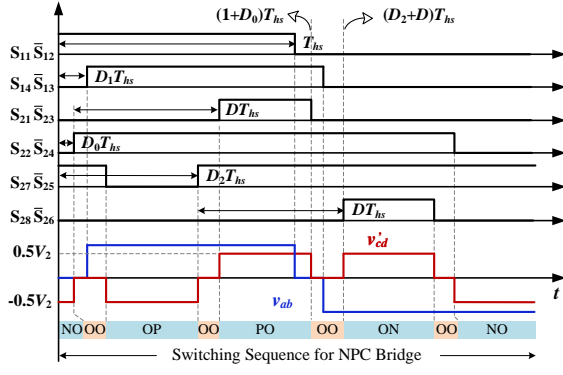 (1+D₀)Tₕₛ (D₂+D)Tₕₛ
S₁₁ S̅₁₂ Tₕₛ
S₁₄ S̅₁₃ D₁Tₕₛ
S₂₁ S̅₂₃ DTₕₛ
S₂₂ S̅₂₄ D₀Tₕₛ
S₂₇ S̅₂₅ D₂Tₕₛ
S₂₈ S̅₂₆ DTₕₛ
0.5V₂ v'cd
t
-0.5V₂ vab
NO OO OP OO PO OO ON OO NO
Switching Sequence for NPC Bridge